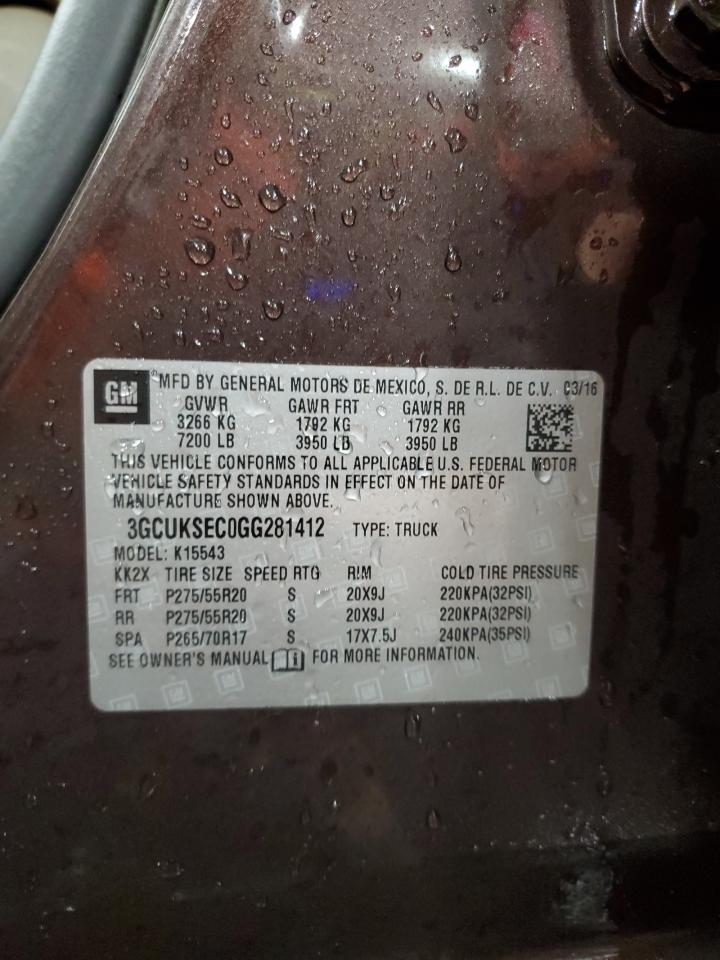 GM
MFD BY GENERAL MOTORS DE MEXICO, S. DE R.L. DE C.V. 03/16
GVWR GAWR FRT GAWR RR
3266 KG 1792 KG 1792 KG
7200 LB 3950 LB 3950 LB
THIS VEHICLE CONFORMS TO ALL APPLICABLE U.S. FEDERAL MOTOR
VEHICLE SAFETY STANDARDS IN EFFECT ON THE DATE OF
MANUFACTURE SHOWN ABOVE.
3GCUKSEC0GG281412 TYPE: TRUCK
MODEL: K15543
KK2X TIRE SIZE SPEED RTG RIM COLD TIRE PRESSURE
FRT P275/55R20 S 20X9J 220KPA(32PSI)
RR P275/55R20 S 20X9J 220KPA(32PSI)
SPA P265/70R17 S 17X7.5J 240KPA(35PSI)
SEE OWNER'S MANUAL i FOR MORE INFORMATION.